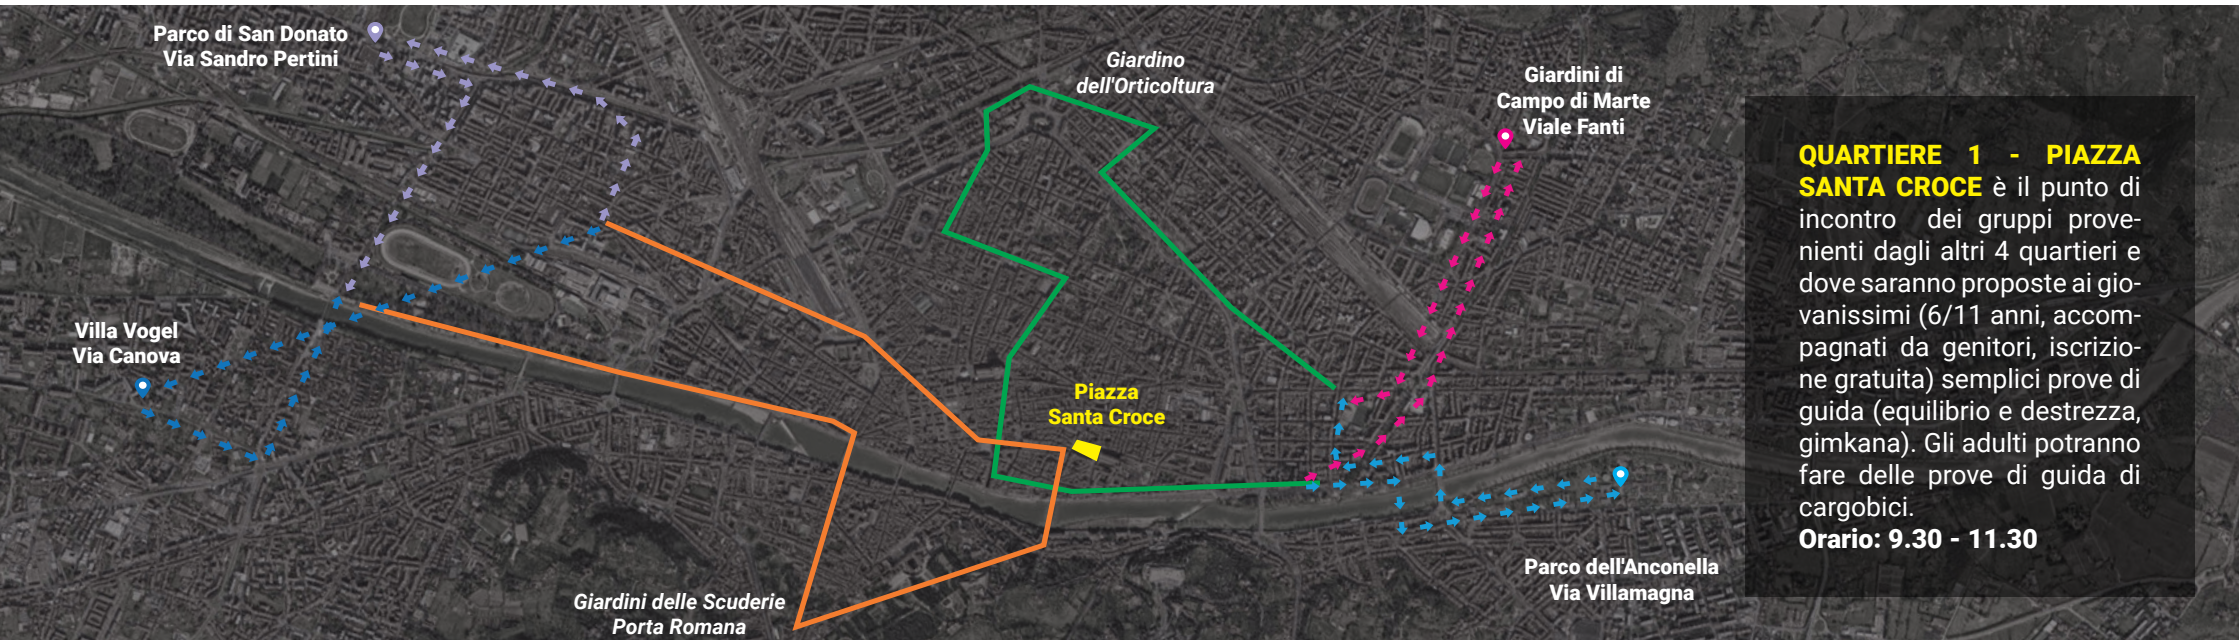 Parco di San Donato
Via Sandro Pertini
Giardino
dell'Orticoltura
Giardini di
Campo di Marte
Viale Fanti
Villa Vogel
Via Canova
Piazza
Santa Croce
Giardini delle Scuderie
Porta Romana
Parco dell'Anconella
Via Villamagna
QUARTIERE 1 - PIAZZA
SANTA CROCE è il punto di
incontro dei gruppi prove-
nienti dagli altri 4 quartieri e
dove saranno proposte ai gio-
vanissimi (6/11 anni, accom-
pagnati da genitori, iscrizio-
ne gratuita) semplici prove di
guida (equilibrio e destrezza,
gimkana). Gli adulti potranno
fare delle prove di guida di
cargobici.
Orario: 9.30 - 11.30